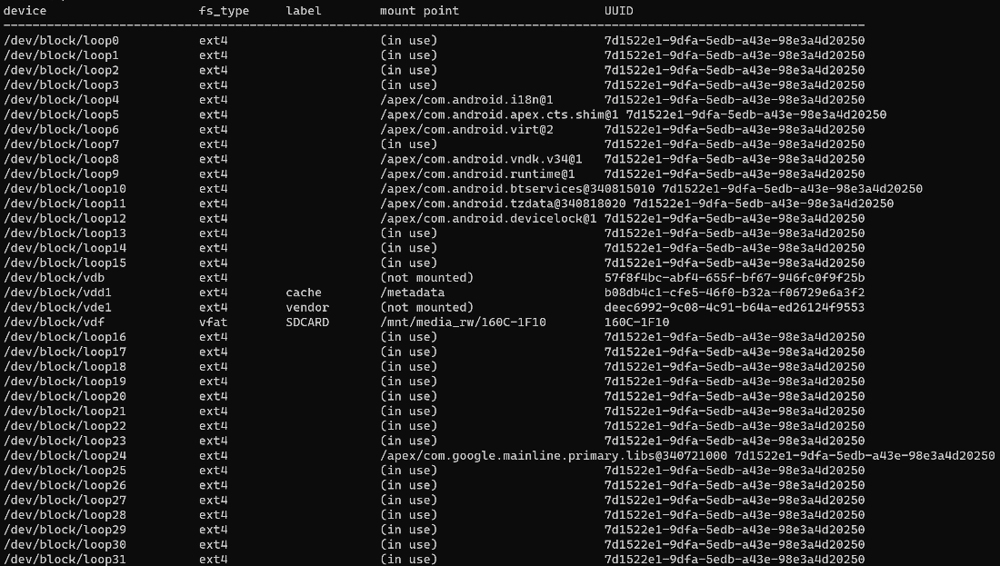 device fs_type label mount point UUID
--------------------------------------------------------------------------------------------------------------------
/dev/block/loop0 ext4 (in use) 7d1522e1-9dfa-5edb-a43e-98e3a4d20250
/dev/block/loop1 ext4 (in use) 7d1522e1-9dfa-5edb-a43e-98e3a4d20250
/dev/block/loop2 ext4 (in use) 7d1522e1-9dfa-5edb-a43e-98e3a4d20250
/dev/block/loop3 ext4 (in use) 7d1522e1-9dfa-5edb-a43e-98e3a4d20250
/dev/block/loop4 ext4 /apex/com.android.i18n@1 7d1522e1-9dfa-5edb-a43e-98e3a4d20250
/dev/block/loop5 ext4 /apex/com.android.apex.cts.shim@1 7d1522e1-9dfa-5edb-a43e-98e3a4d20250
/dev/block/loop6 ext4 /apex/com.android.virt@2 7d1522e1-9dfa-5edb-a43e-98e3a4d20250
/dev/block/loop7 ext4 (in use) 7d1522e1-9dfa-5edb-a43e-98e3a4d20250
/dev/block/loop8 ext4 /apex/com.android.vndk.v34@1 7d1522e1-9dfa-5edb-a43e-98e3a4d20250
/dev/block/loop9 ext4 /apex/com.android.runtime@1 7d1522e1-9dfa-5edb-a43e-98e3a4d20250
/dev/block/loop10 ext4 /apex/com.android.btservices@340815010 7d1522e1-9dfa-5edb-a43e-98e3a4d20250
/dev/block/loop11 ext4 /apex/com.android.tzdata@340818020 7d1522e1-9dfa-5edb-a43e-98e3a4d20250
/dev/block/loop12 ext4 /apex/com.android.devicelock@1 7d1522e1-9dfa-5edb-a43e-98e3a4d20250
/dev/block/loop13 ext4 (in use) 7d1522e1-9dfa-5edb-a43e-98e3a4d20250
/dev/block/loop14 ext4 (in use) 7d1522e1-9dfa-5edb-a43e-98e3a4d20250
/dev/block/loop15 ext4 (in use) 7d1522e1-9dfa-5edb-a43e-98e3a4d20250
/dev/block/vdb ext4 (not mounted) 57f8f4bc-abf4-655f-bf67-946fc0f9f25b
/dev/block/vdd1 ext4 cache /metadata b08db4c1-cfe5-46f0-b32a-f06729e6a3f2
/dev/block/vde1 ext4 vendor (not mounted) deec6992-9c08-4c91-b64a-ed26124f9553
/dev/block/vdf vfat SDCARD /mnt/media_rw/160C-1F10 160C-1F10
/dev/block/loop16 ext4 (in use) 7d1522e1-9dfa-5edb-a43e-98e3a4d20250
/dev/block/loop17 ext4 (in use) 7d1522e1-9dfa-5edb-a43e-98e3a4d20250
/dev/block/loop18 ext4 (in use) 7d1522e1-9dfa-5edb-a43e-98e3a4d20250
/dev/block/loop19 ext4 (in use) 7d1522e1-9dfa-5edb-a43e-98e3a4d20250
/dev/block/loop20 ext4 (in use) 7d1522e1-9dfa-5edb-a43e-98e3a4d20250
/dev/block/loop21 ext4 (in use) 7d1522e1-9dfa-5edb-a43e-98e3a4d20250
/dev/block/loop22 ext4 (in use) 7d1522e1-9dfa-5edb-a43e-98e3a4d20250
/dev/block/loop23 ext4 (in use) 7d1522e1-9dfa-5edb-a43e-98e3a4d20250
/dev/block/loop24 ext4 /apex/com.google.mainline.primary.libs@340721000 7d1522e1-9dfa-5edb-a43e-98e3a4d20250
/dev/block/loop25 ext4 (in use) 7d1522e1-9dfa-5edb-a43e-98e3a4d20250
/dev/block/loop26 ext4 (in use) 7d1522e1-9dfa-5edb-a43e-98e3a4d20250
/dev/block/loop27 ext4 (in use) 7d1522e1-9dfa-5edb-a43e-98e3a4d20250
/dev/block/loop28 ext4 (in use) 7d1522e1-9dfa-5edb-a43e-98e3a4d20250
/dev/block/loop29 ext4 (in use) 7d1522e1-9dfa-5edb-a43e-98e3a4d20250
/dev/block/loop30 ext4 (in use) 7d1522e1-9dfa-5edb-a43e-98e3a4d20250
/dev/block/loop31 ext4 (in use) 7d1522e1-9dfa-5edb-a43e-98e3a4d20250